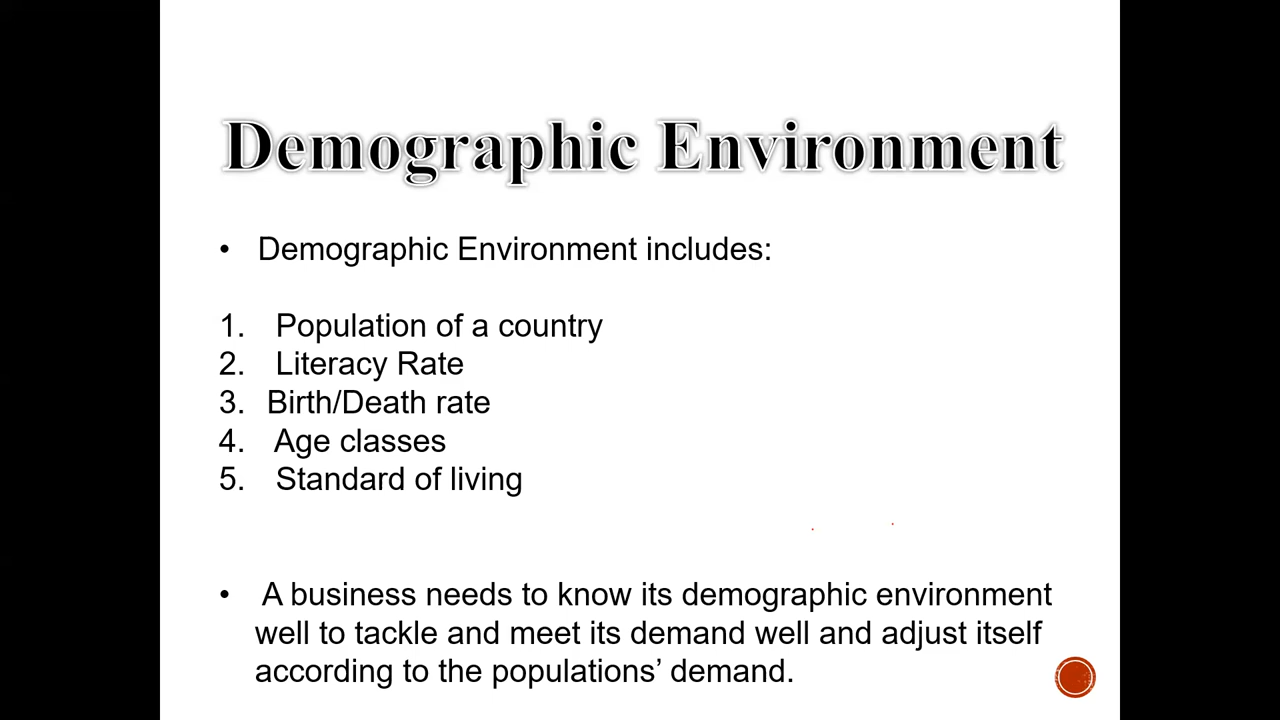 Demographic Environment
• Demographic Environment includes:
1. Population of a country
2. Literacy Rate
3. Birth/Death rate
4. Age classes
5. Standard of living
• A business needs to know its demographic environment
well to tackle and meet its demand well and adjust itself
according to the populations’ demand.